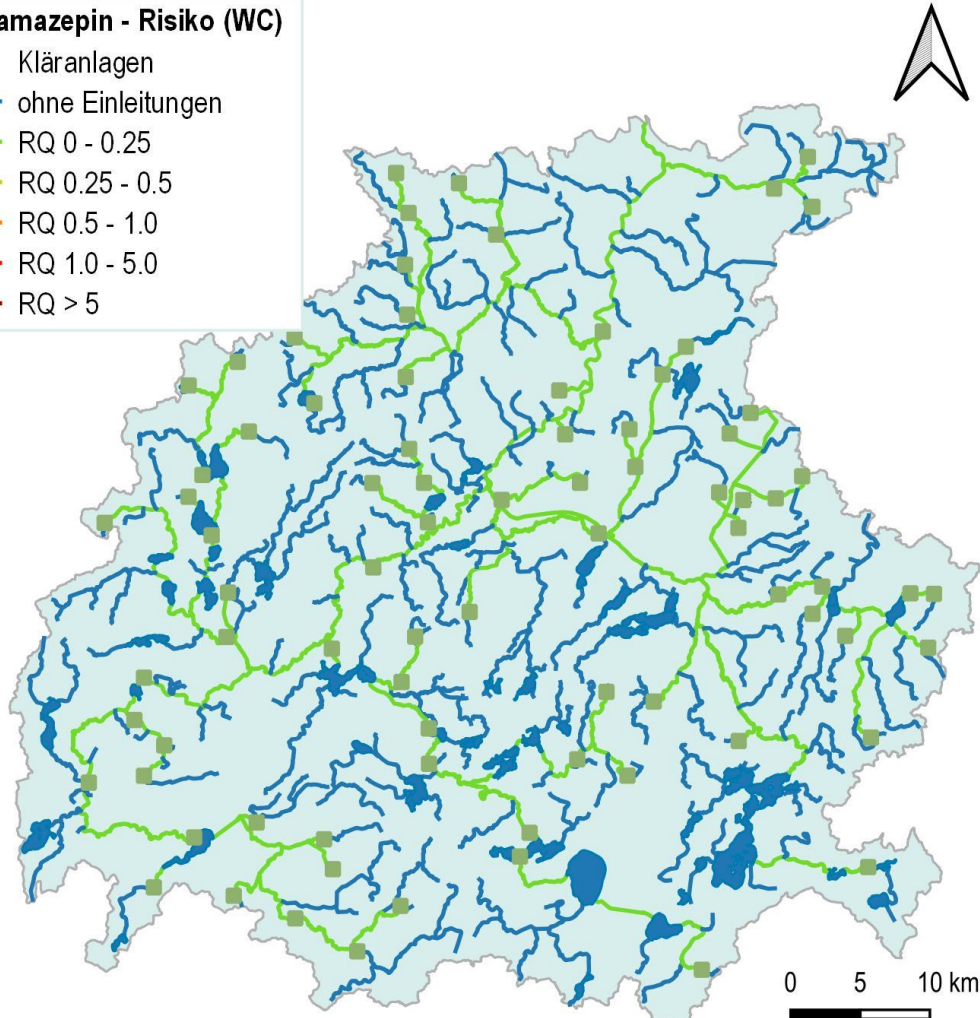 amazepin - Risiko (WC)
Kläranlagen
ohne Einleitungen
RQ 0 - 0.25
RQ 0.25 - 0.5
RQ 0.5 - 1.0
RQ 1.0 - 5.0
RQ > 5
0 5 10 km